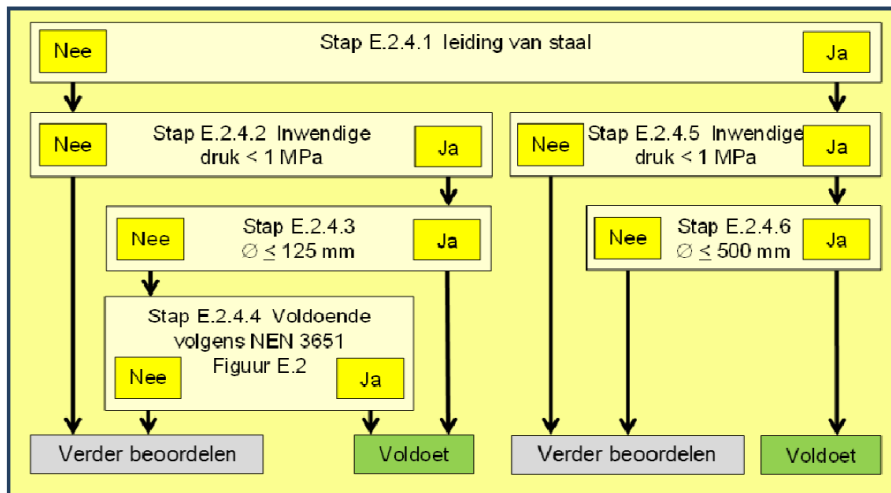 Nee
Stap E.2.4.1 leiding van staal
Ja
Nee
Stap E.2.4.2 Inwendige
druk < 1 MPa
Ja
Nee
Stap E.2.4.5 Inwendige
druk < 1 MPa
Ja
Nee
Stap E.2.4.3
∅ ≤ 125 mm
Ja
Nee
Stap E.2.4.6
∅ ≤ 500 mm
Ja
Stap E.2.4.4 Voldoende
volgens NEN 3651
Figuur E.2
Nee
Ja
Verder beoordelen
Voldoet
Verder beoordelen
Voldoet